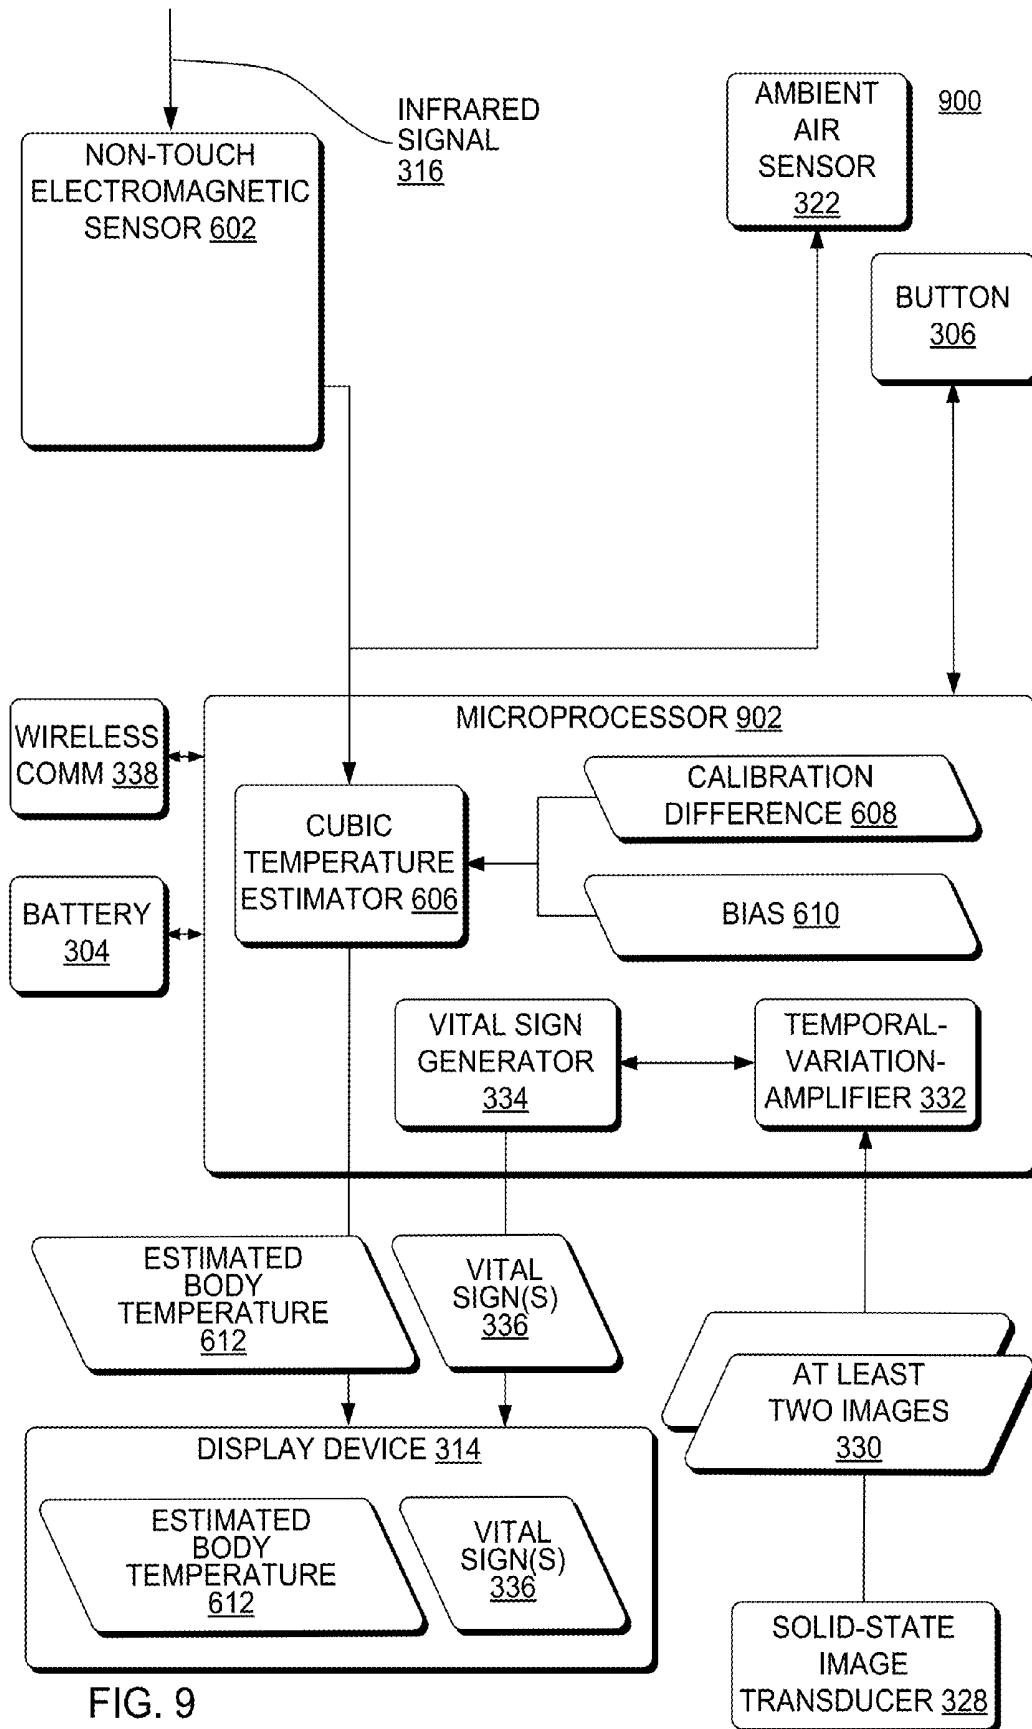 INFRARED
SIGNAL
316
NON-TOUCH
ELECTROMAGNETIC
SENSOR 602
AMBIENT
AIR
SENSOR
322
900
BUTTON
306
MICROPROCESSOR 902
WIRELESS
COMM 338
BATTERY
304
CUBIC
TEMPERATURE
ESTIMATOR 606
CALIBRATION
DIFFERENCE 608
BIAS 610
VITAL SIGN
GENERATOR
334
TEMPORAL-
VARIATION-
AMPLIFIER 332
ESTIMATED
BODY
TEMPERATURE
612
VITAL
SIGN(S)
336
AT LEAST
TWO IMAGES
330
DISPLAY DEVICE 314
ESTIMATED
BODY
TEMPERATURE
612
VITAL
SIGN(S)
336
SOLID-STATE
IMAGE
TRANSDUCER 328
FIG. 9